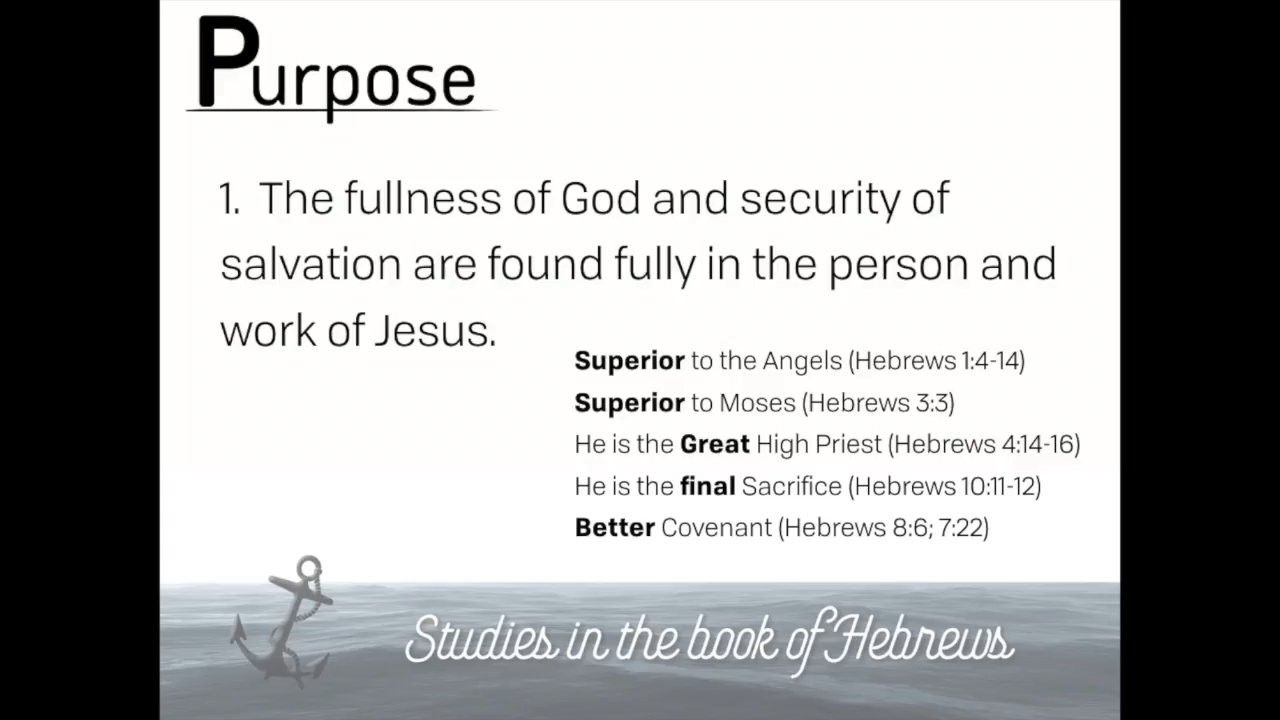 Purpose
1. The fullness of God and security of
salvation are found fully in the person and
work of Jesus.
Superior to the Angels (Hebrews 1:4-14)
Superior to Moses (Hebrews 3:3)
He is the Great High Priest (Hebrews 4:14-16)
He is the final Sacrifice (Hebrews 10:11-12)
Better Covenant (Hebrews 8:6; 7:22)
Studies in the book of Hebrews